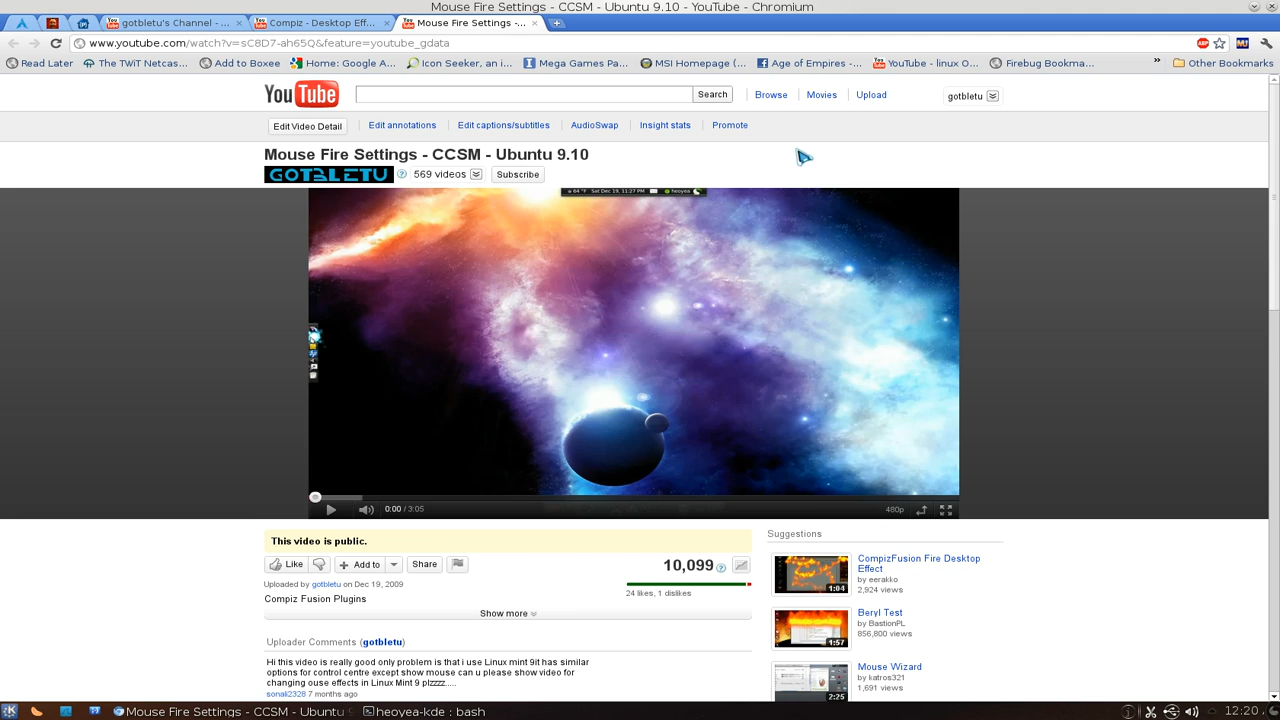 Mouse Fire Settings - CCSM - Ubuntu 9.10 - YouTube - Chromium
gotbletu's Channel - ...
Compiz - Desktop Eff...
Mouse Fire Settings -...
www.youtube.com/watch?v=sC8D7-ah65Q&feature=youtube_gdata
ABP
MJ
Read Later
The TWiT Netcas...
Add to Boxee
Home: Google A...
Icon Seeker, an i...
Mega Games Pa...
MSI Homepage (...
Age of Empires -...
YouTube - linux O...
Firebug Bookma...
»
Other Bookmarks
YouTube
Search
Browse
Movies
Upload
gotbletu
Edit Video Detail
Edit annotations
Edit captions/subtitles
AudioSwap
Insight stats
Promote
Mouse Fire Settings - CCSM - Ubuntu 9.10
GOTBLETU
?
569 videos
Subscribe
64 °F Sat Dec 19, 11:27 PM
heoyea
0:00 / 3:05
480p
This video is public.
Like
Add to
Share
10,099
?
Uploaded by gotbletu on Dec 19, 2009
24 likes, 1 dislikes
Compiz Fusion Plugins
Show more
Uploader Comments (gotbletu)
Hi this video is really good only problem is that i use Linux mint 9it has similar
options for control centre except show mouse can u please show video for
changing ouse effects in Linux Mint 9 plzzzz....
sonali2328 7 months ago
Suggestions
CompizFusion Fire Desktop
Effect
by eerakko
2,924 views
1:04
Beryl Test
by BastionPL
856,800 views
1:57
Mouse Wizard
by katros321
1,691 views
2:25
Mouse Fire Settings - CCSM - Ubuntu
heoyea-kde : bash
12:20